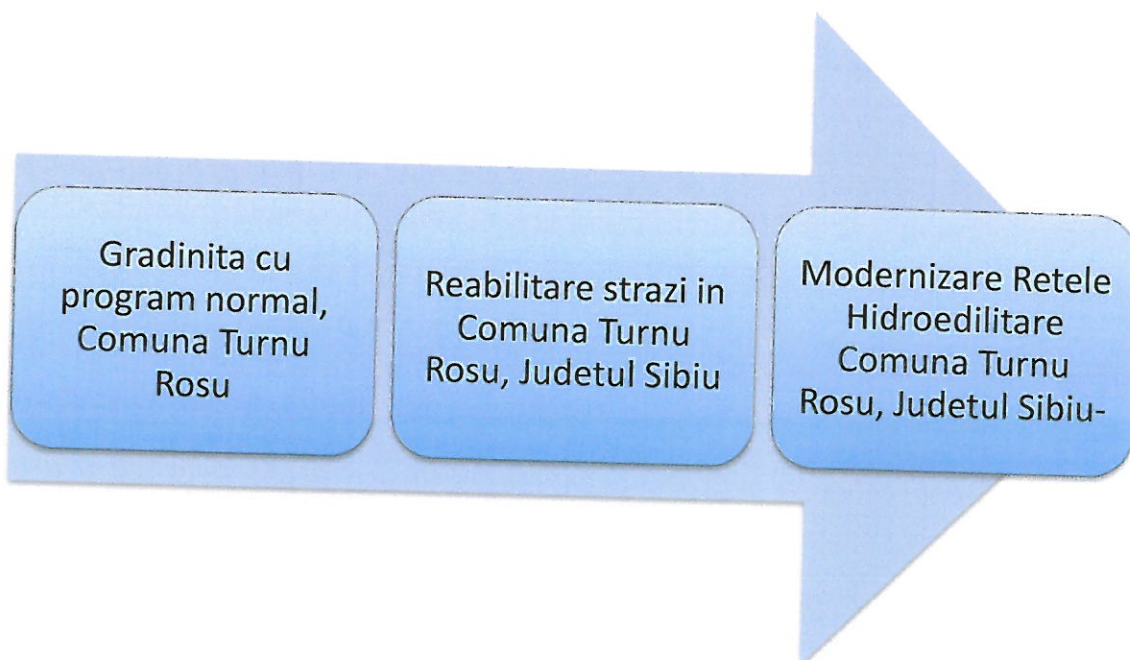 Gradinita cu
program normal,
Comuna Turnu
Rosu
Reabilitare strazi in
Comuna Turnu
Rosu, Judetul Sibiu
Modernizare Retele
Hidroedilitare
Comuna Turnu
Rosu, Judetul Sibiu-